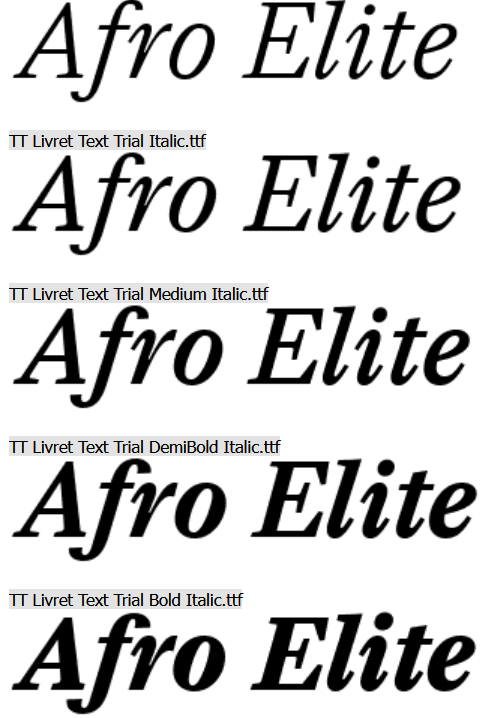 Afro Elite
TT Livret Text Trial Italic.ttf
Afro Elite
TT Livret Text Trial Medium Italic.ttf
Afro Elite
TT Livret Text Trial DemiBold Italic.ttf
Afro Elite
TT Livret Text Trial Bold Italic.ttf
Afro Elite